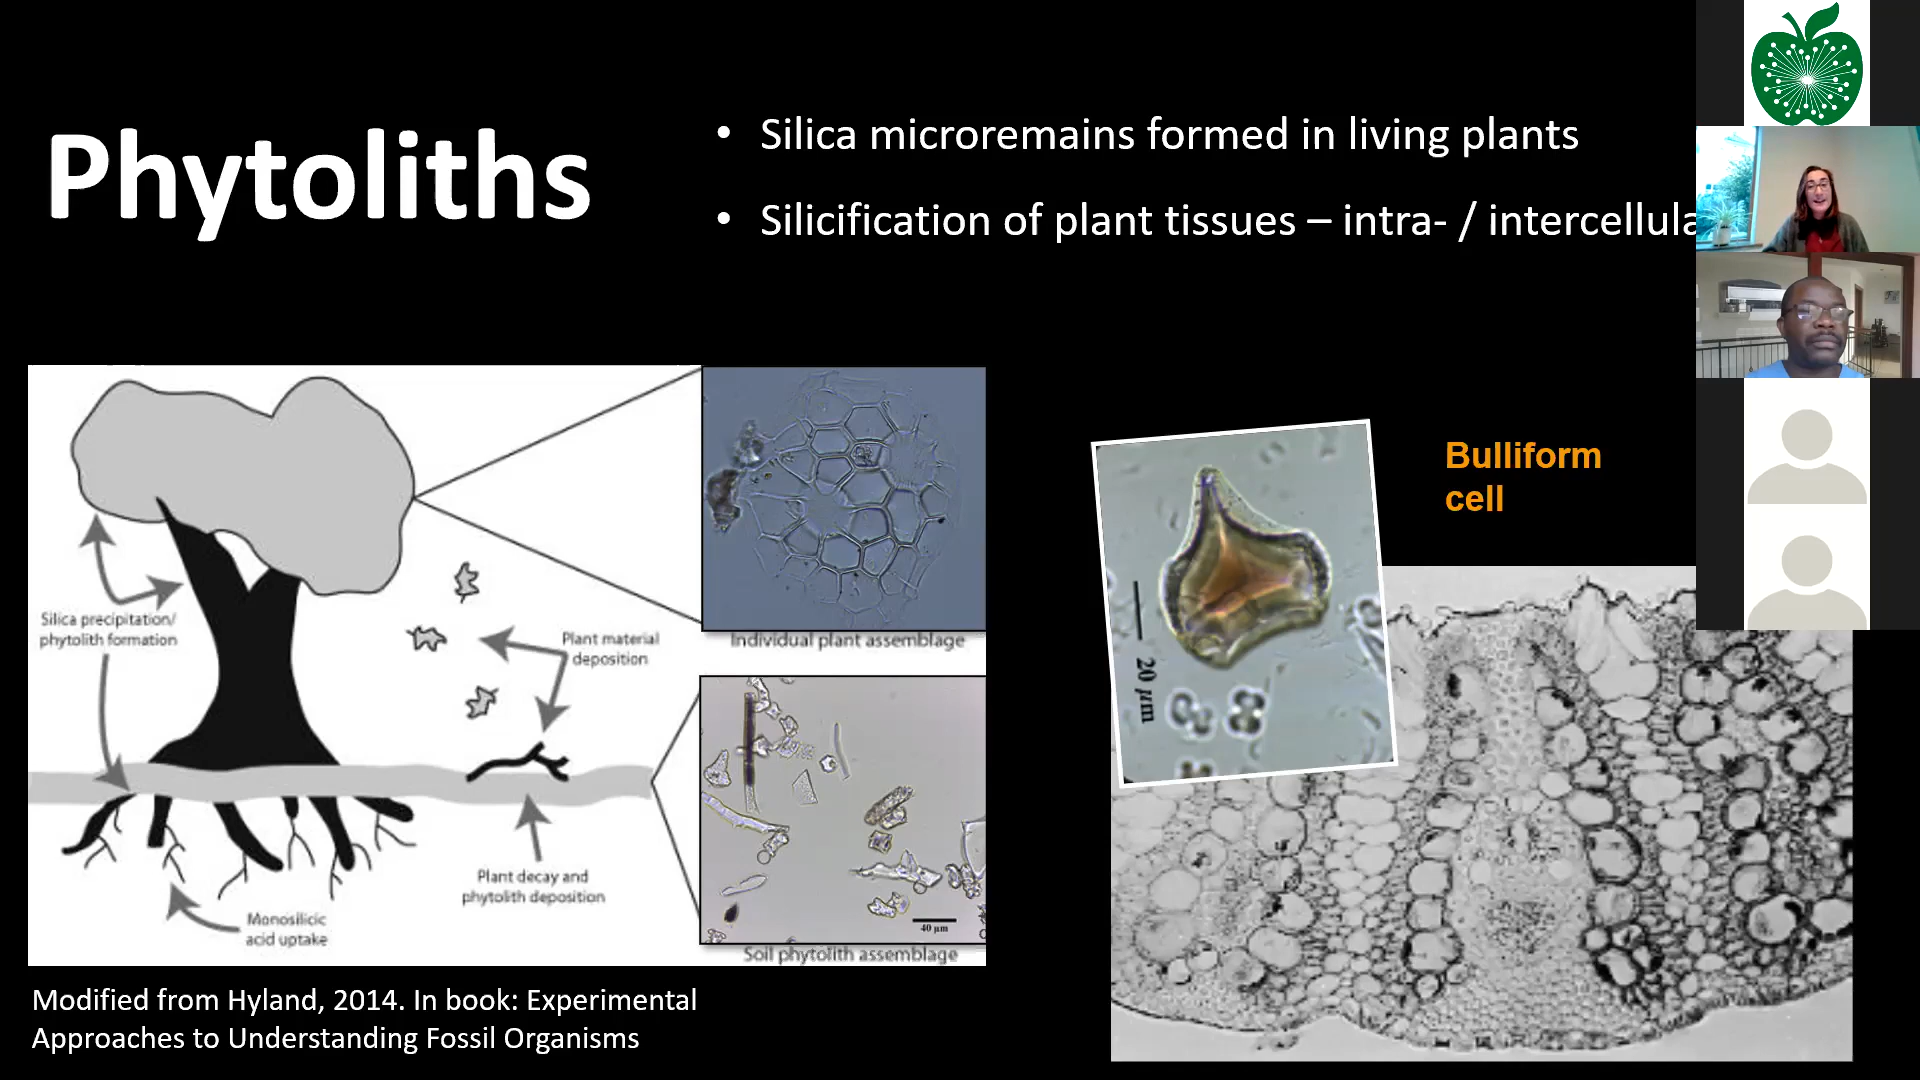 Phytoliths
• Silica microremains formed in living plants
• Silicification of plant tissues – intra- / intercellula
Silica precipitation/
phytolith formation
Plant material
deposition
Individual plant assemblage
Bulliform
cell
20 µm
Plant decay and
phytolith deposition
Monosilicic
acid uptake
40 µm
Soil phytolith assemblage
Modified from Hyland, 2014. In book: Experimental
Approaches to Understanding Fossil Organisms